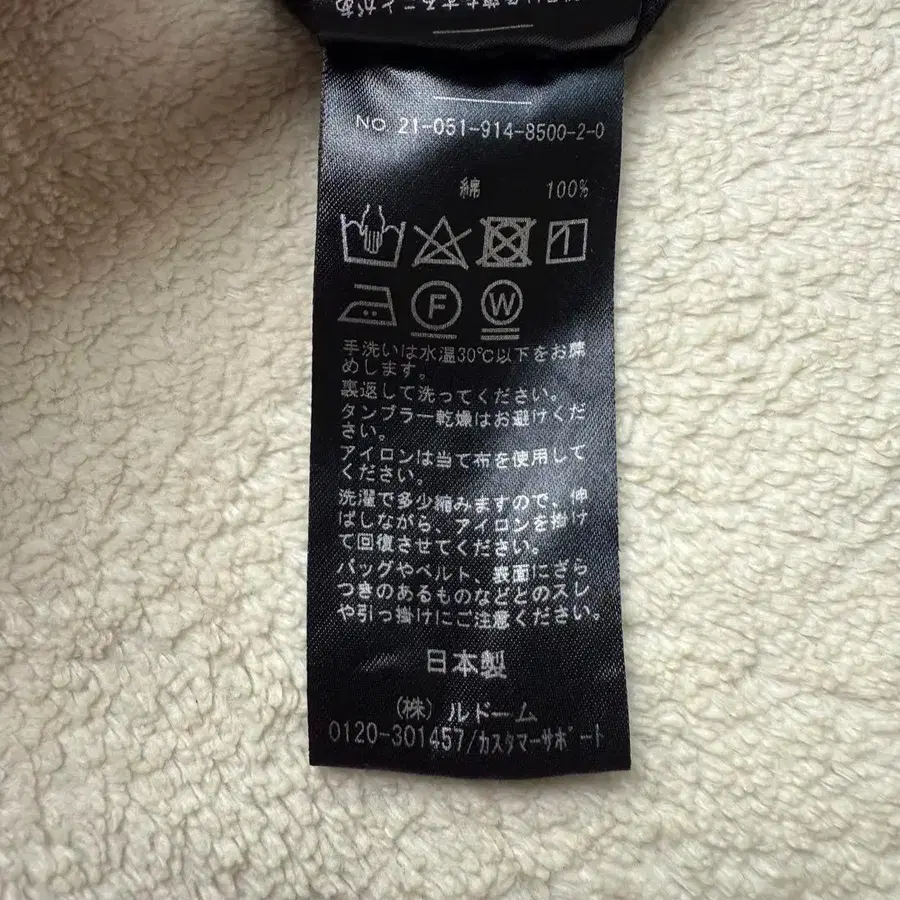 NO 21-051-914-8500-2-0
綿 100%
F W
手洗いは水温30℃以下をお薦
めします。
裏返して洗ってください。
タンブラー乾燥はお避けくだ
さい。
アイロンは当て布を使用して
ください。
洗濯で多少縮みますので、伸
ばしながら、アイロンを掛け
て回復させてください。
バッグやベルト、表面にざら
つきのあるものなどとのスレ
や引っ掛けにご注意ください。
日本製
(株)ルドーム
0120-301457/ｶｽﾀﾏｰｻﾎﾟｰﾄ